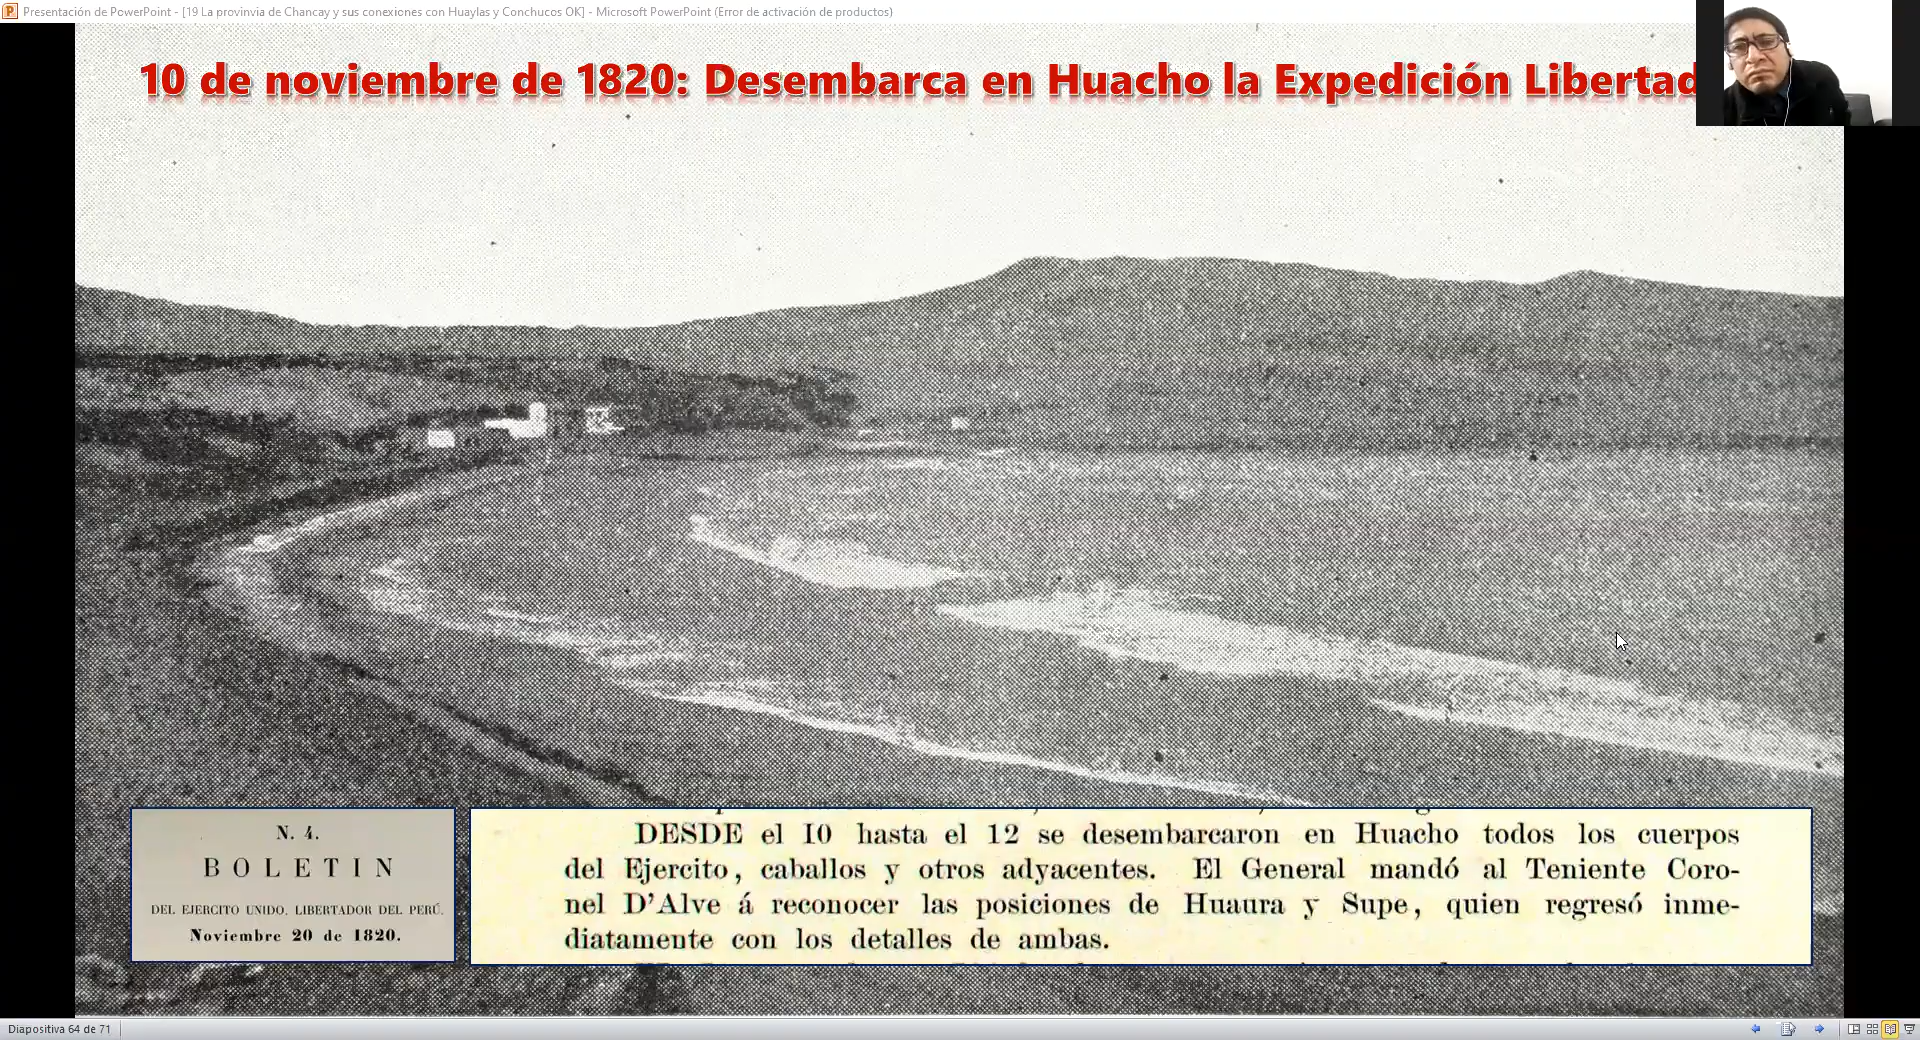 Presentación de PowerPoint - [19 La provinvia de Chancay y sus conexiones con Huaylas y Conchucos OK] - Microsoft PowerPoint (Error de activación de productos)
10 de noviembre de 1820: Desembarca en Huacho la Expedición Libertad
N. 4.
BOLETIN
DEL EJERCITO UNIDO. LIBERTADOR DEL PERÚ.
Noviembre 20 de 1820.
DESDE el 10 hasta el 12 se desembarcaron en Huacho todos los cuerpos
del Ejercito, caballos y otros adyacentes. El General mandó al Teniente Coro-
nel D'Alve á reconocer las posiciones de Huaura y Supe, quien regresó inme-
diatamente con los detalles de ambas.
Diapositiva 64 de 71